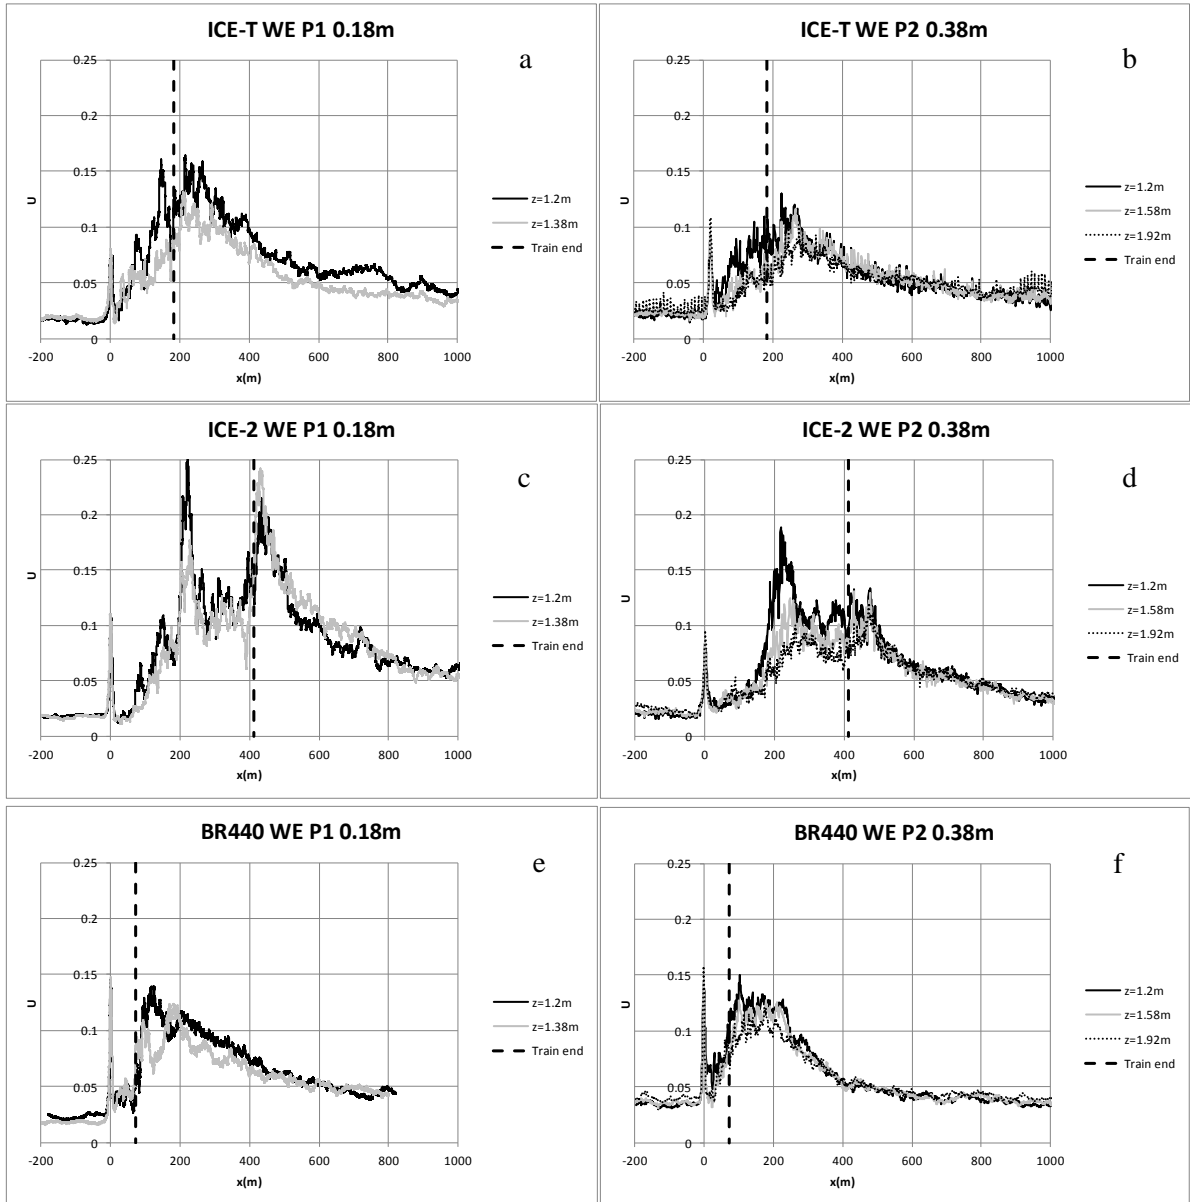 ICE-T WE P1 0.18m
a
0.25
0.2
0.15
0.1
0.05
0
U
-200 0 200 400 600 800 1000
x(m)
z=1.2m
z=1.38m
Train end
ICE-T WE P2 0.38m
b
0.25
0.2
0.15
0.1
0.05
0
U
-200 0 200 400 600 800 1000
x(m)
z=1.2m
z=1.58m
z=1.92m
Train end
ICE-2 WE P1 0.18m
c
0.25
0.2
0.15
0.1
0.05
0
U
-200 0 200 400 600 800 1000
x(m)
z=1.2m
z=1.38m
Train end
ICE-2 WE P2 0.38m
d
0.25
0.2
0.15
0.1
0.05
0
U
-200 0 200 400 600 800 1000
x(m)
z=1.2m
z=1.58m
z=1.92m
Train end
BR440 WE P1 0.18m
e
0.25
0.2
0.15
0.1
0.05
0
U
-200 0 200 400 600 800 1000
x(m)
z=1.2m
z=1.38m
Train end
BR440 WE P2 0.38m
f
0.25
0.2
0.15
0.1
0.05
0
U
-200 0 200 400 600 800 1000
x(m)
z=1.2m
z=1.58m
z=1.92m
Train end